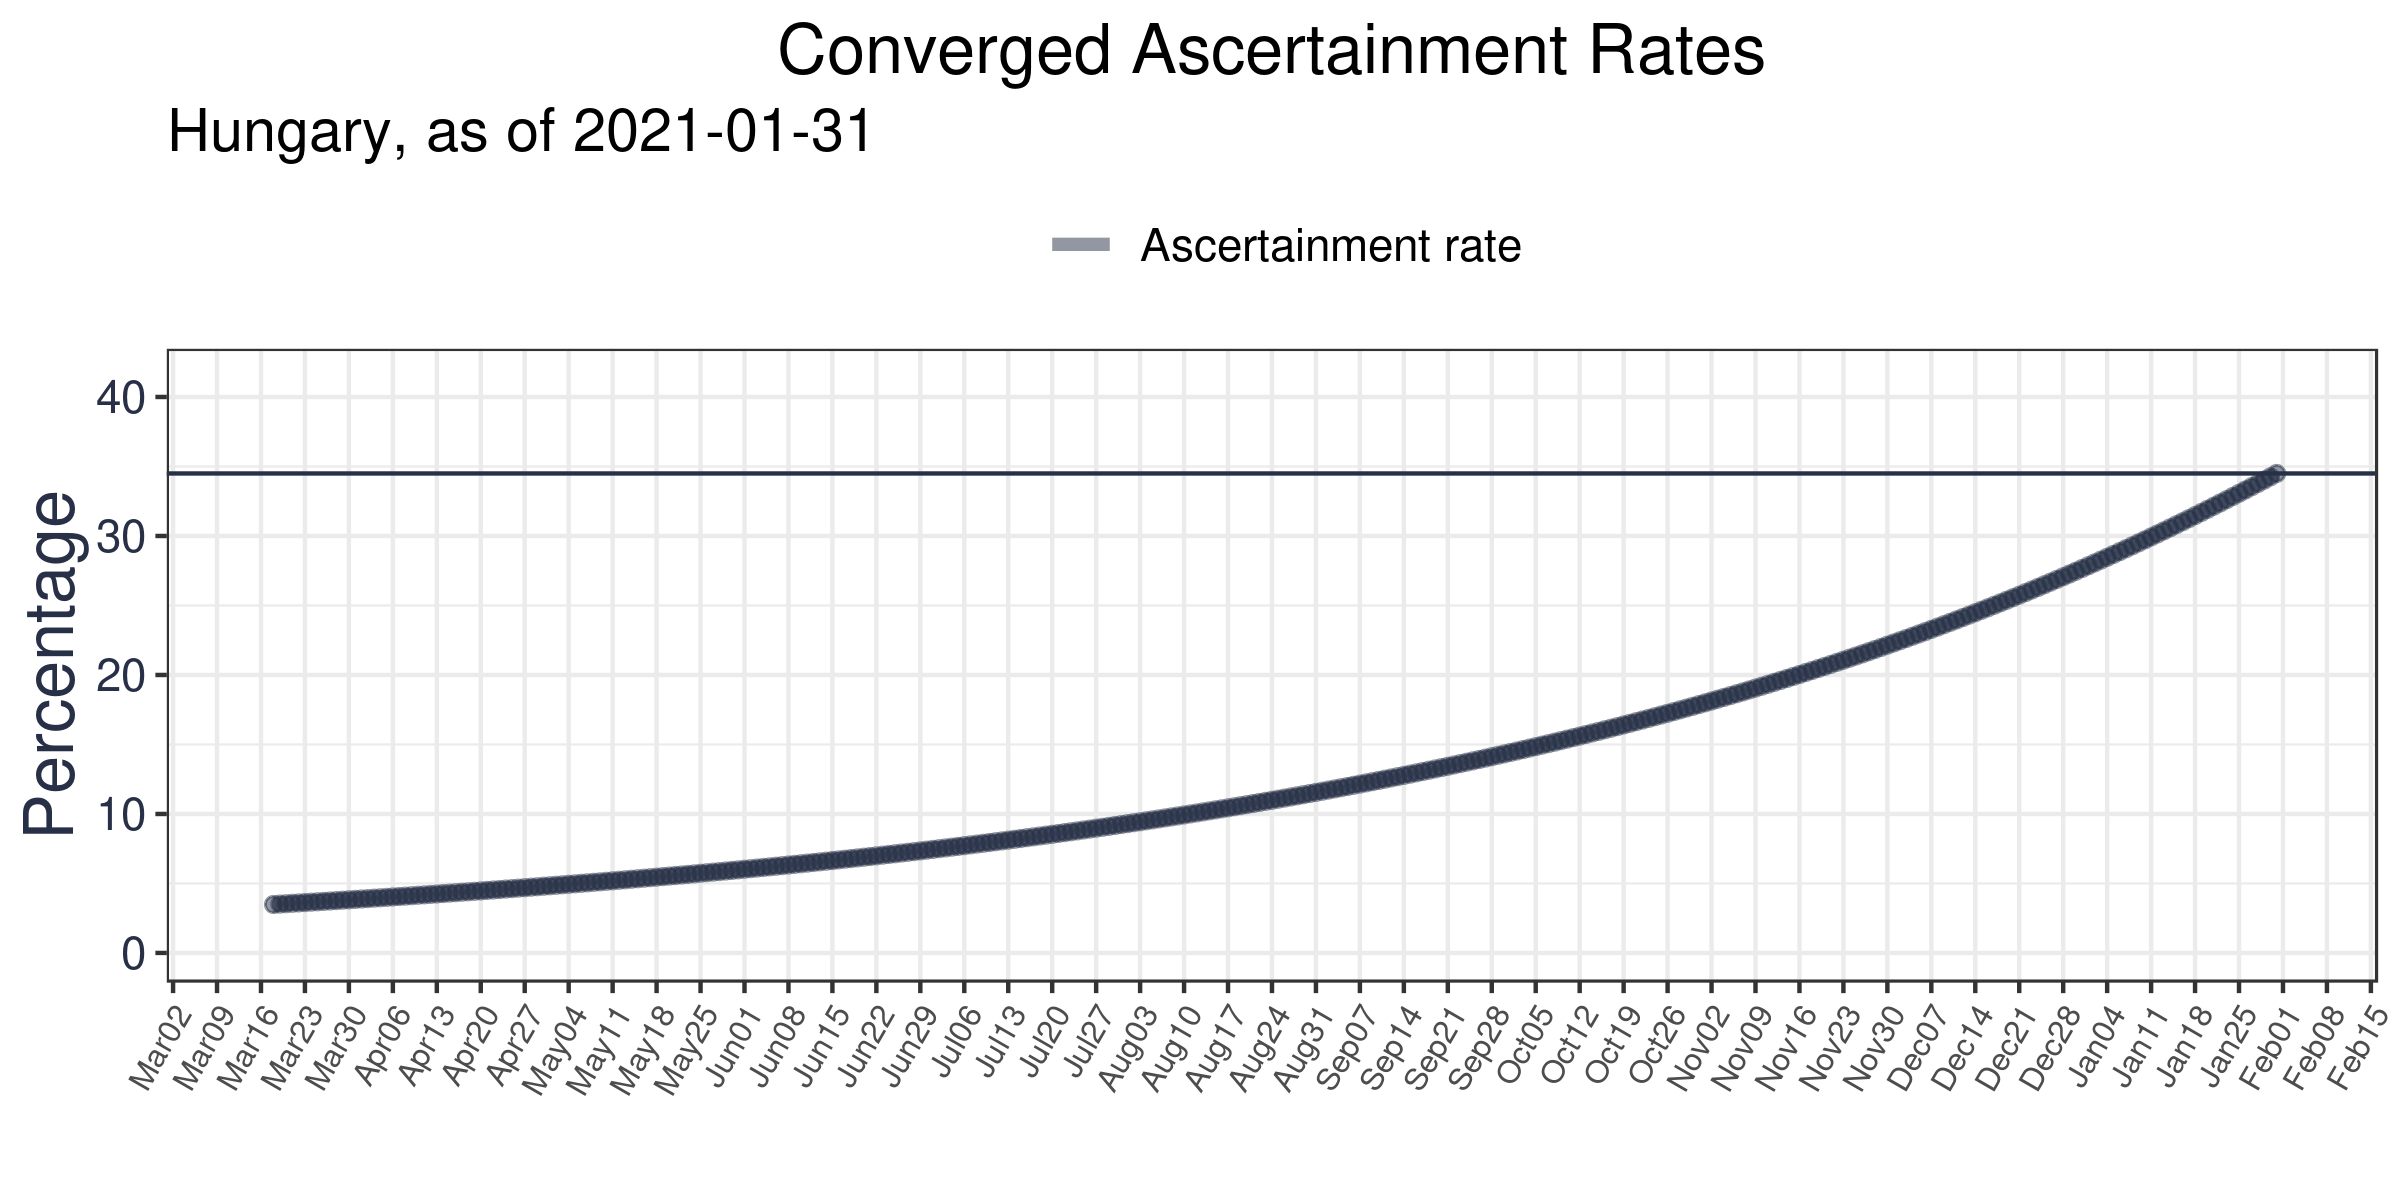 Converged Ascertainment Rates
Hungary, as of 2021-01-31
Ascertainment rate
Percentage
40
30
20
10
0
Mar02 Mar09 Mar16 Mar23 Mar30 Apr06 Apr13 Apr20 Apr27 May04 May11 May18 May25 Jun01 Jun08 Jun15 Jun22 Jun29 Jul06 Jul13 Jul20 Jul27 Aug03 Aug10 Aug17 Aug24 Aug31 Sep07 Sep14 Sep21 Sep28 Oct05 Oct12 Oct19 Oct26 Nov02 Nov09 Nov16 Nov23 Nov30 Dec07 Dec14 Dec21 Dec28 Jan04 Jan11 Jan18 Jan25 Feb01 Feb08 Feb15